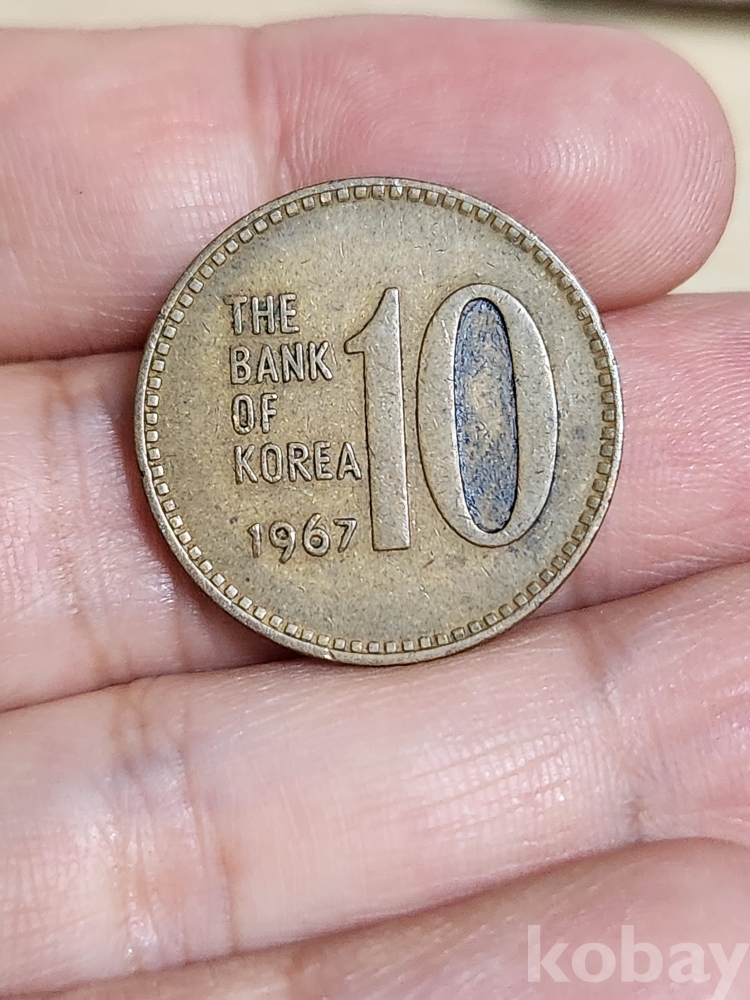 THE
BANK
OF
KOREA
1967
10
kobay